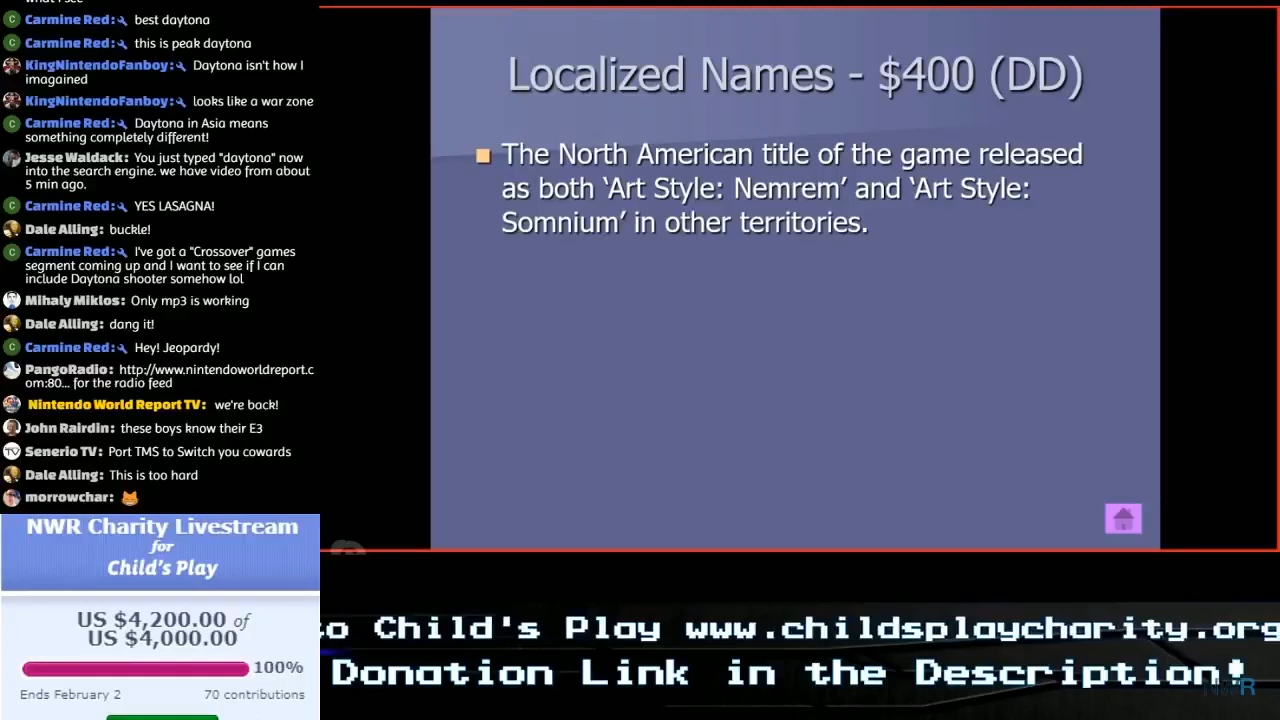 what I see
Carmine Red: best daytona
Carmine Red: this is peak daytona
KingNintendoFanboy: Daytona isn't how I
imagained
KingNintendoFanboy: looks like a war zone
Carmine Red: Daytona in Asia means
something completely different!
Jesse Waldack: You just typed "daytona" now
into the search engine. we have video from about
5 min ago.
Carmine Red: YES LASAGNA!
Dale Alling: buckle!
Carmine Red: I've got a "Crossover" games
segment coming up and I want to see if I can
include Daytona shooter somehow lol
Mihaly Miklos: Only mp3 is working
Dale Alling: dang it!
Carmine Red: Hey! Jeopardy!
PangoRadio: http://www.nintendoworldreport.c
om:80... for the radio feed
Nintendo World Report TV: we're back!
John Rairdin: these boys know their E3
Senerio TV: Port TMS to Switch you cowards
Dale Alling: This is too hard
morrowchar:
NWR Charity Livestream
for
Child's Play
US $4,200.00 of
US $4,000.00
100%
Ends February 2 70 contributions
Localized Names - $400 (DD)
The North American title of the game released
as both ‘Art Style: Nemrem’ and ‘Art Style:
Somnium’ in other territories.
to Child's Play www.childsplaycharity.org
Donation Link in the Description!
NWR